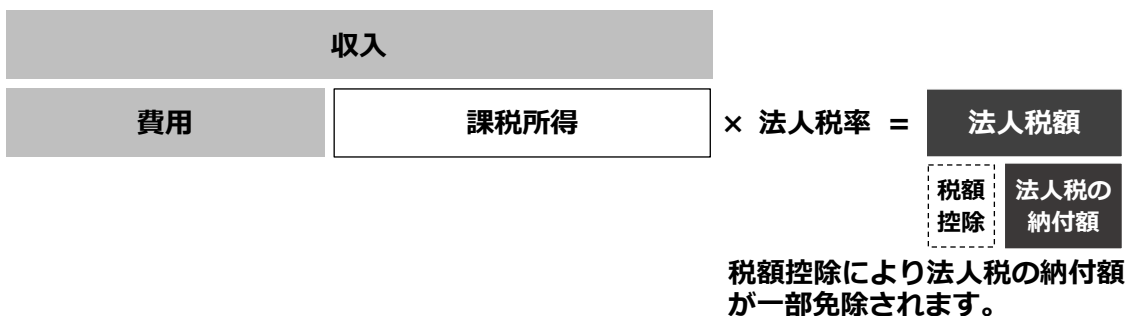 収入
費用
課税所得
× 法人税率 =
法人税額
税額
控除
法人税の
納付額
税額控除により法人税の納付額
が一部免除されます。